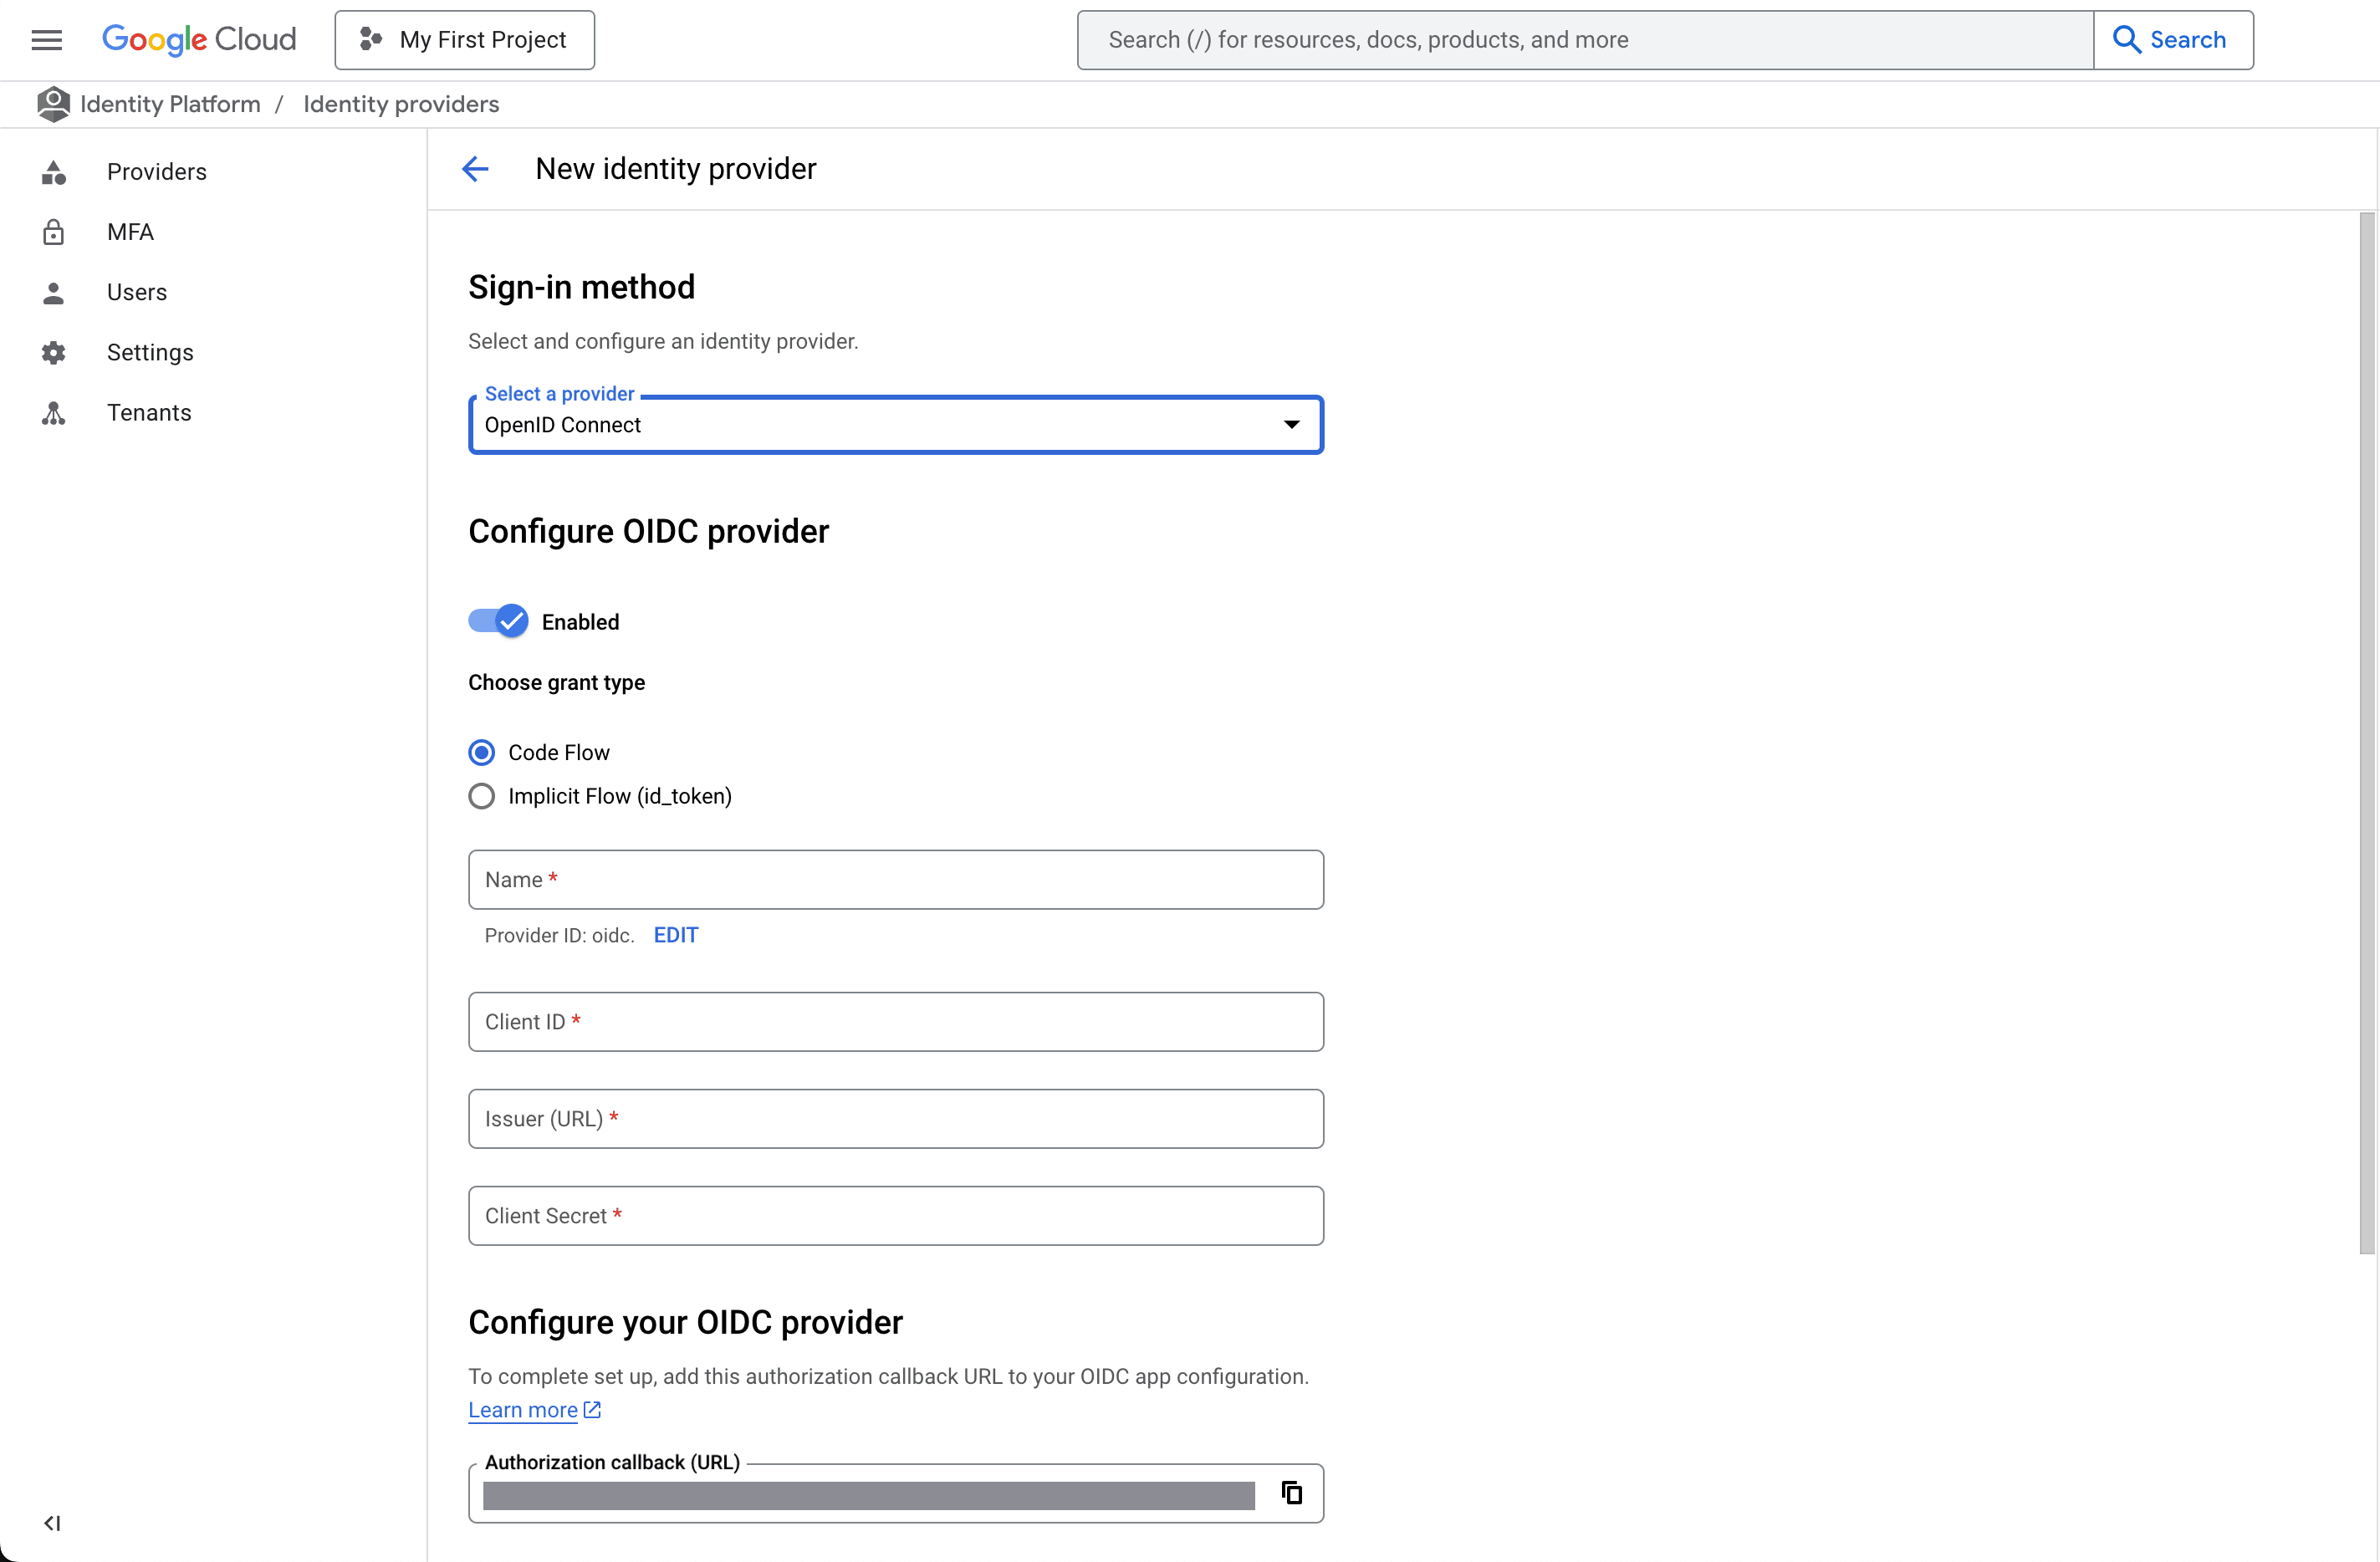 Google Cloud
My First Project
Search (/) for resources, docs, products, and more
Search
Identity Platform / Identity providers
Providers
MFA
Users
Settings
Tenants
New identity provider
Sign-in method
Select and configure an identity provider.
Select a provider
OpenID Connect
Configure OIDC provider
Enabled
Choose grant type
Code Flow
Implicit Flow (id_token)
Name *
Provider ID: oidc. EDIT
Client ID *
Issuer (URL) *
Client Secret *
Configure your OIDC provider
To complete set up, add this authorization callback URL to your OIDC app configuration.
Learn more
Authorization callback (URL)